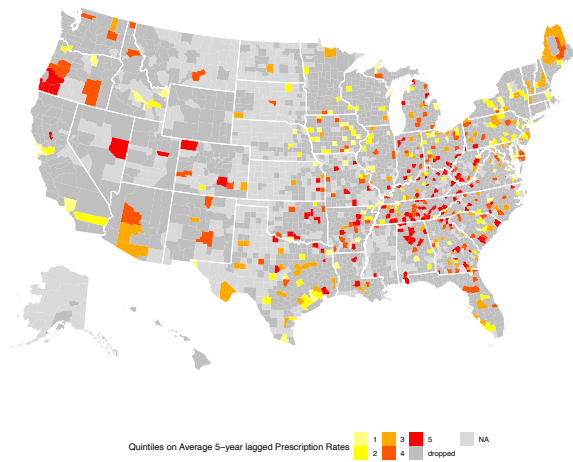 Quintiles on Average 5−year lagged Prescription Rates
1 3 5 NA
2 4 dropped